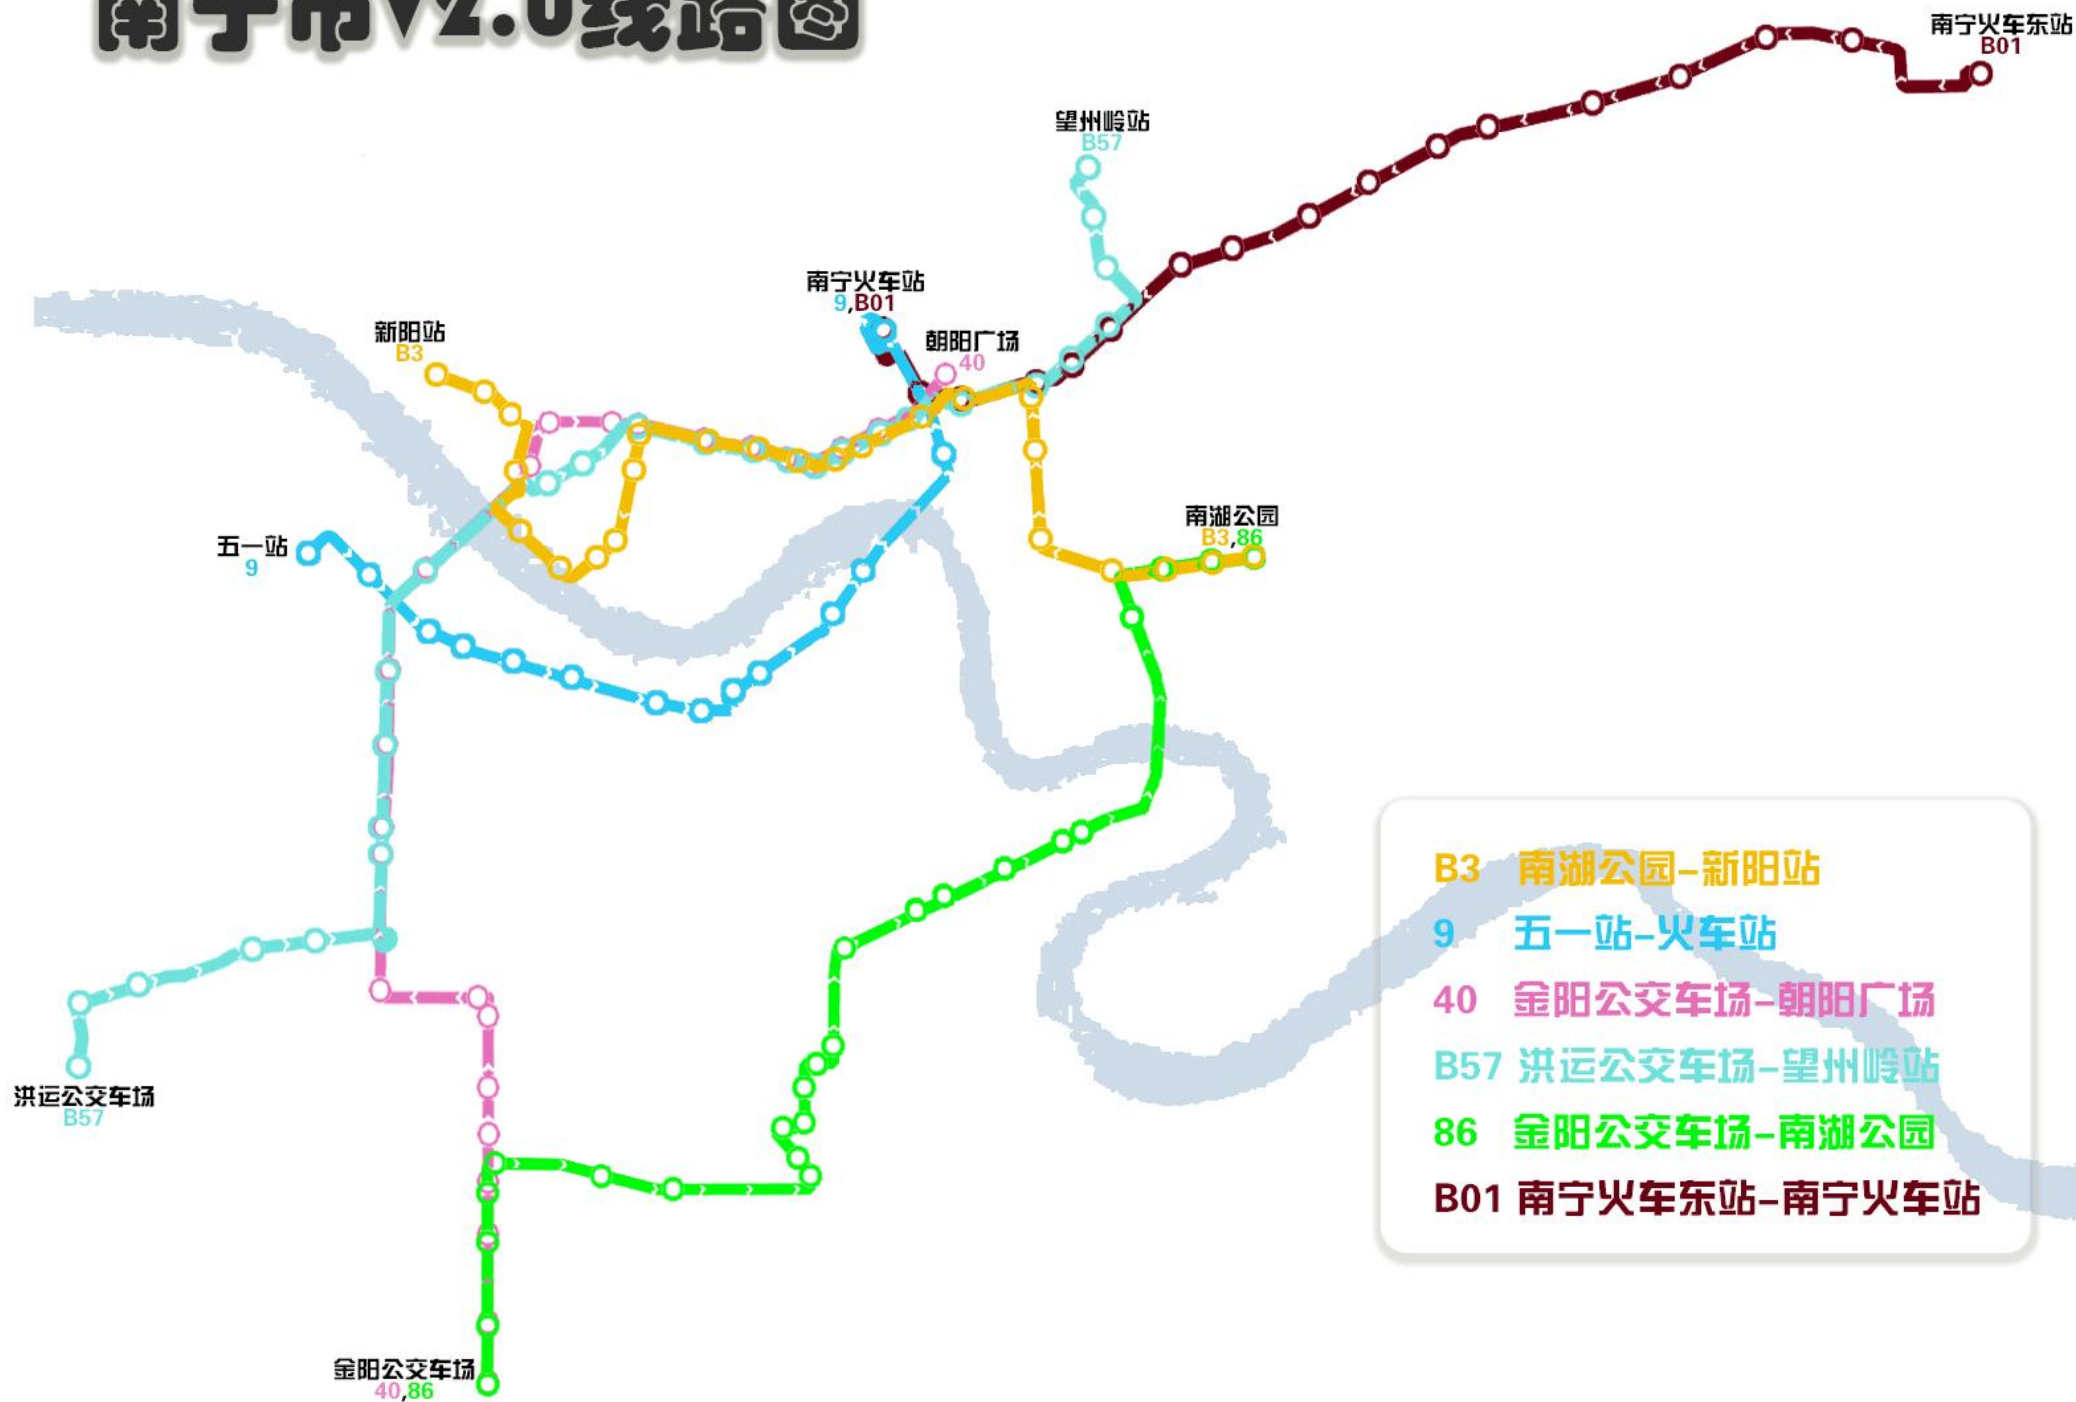 南宁市V2.0线路图
南宁火车东站
B01
望州岭站
B57
南宁火车站
9,B01
新阳站
B3
朝阳广场
40
南湖公园
B3,86
五一站
9
洪运公交车场
B57
金阳公交车场
40,86
B3 南湖公园-新阳站
9 五一站-火车站
40 金阳公交车场-朝阳广场
B57 洪运公交车场-望州岭站
86 金阳公交车场-南湖公园
B01 南宁火车东站-南宁火车站